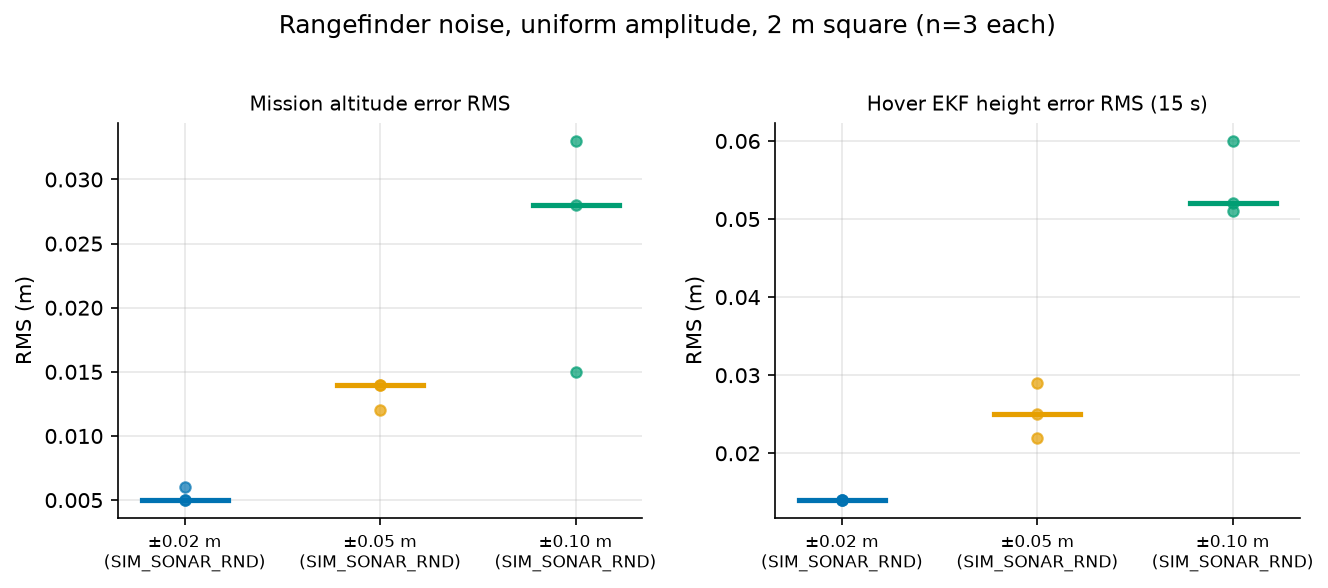 Rangefinder noise, uniform amplitude, 2 m square (n=3 each)
Mission altitude error RMS
RMS (m)
0.030
0.025
0.020
0.015
0.010
0.005
±0.02 m
(SIM_SONAR_RND)
±0.05 m
(SIM_SONAR_RND)
±0.10 m
(SIM_SONAR_RND)
Hover EKF height error RMS (15 s)
RMS (m)
0.06
0.05
0.04
0.03
0.02
±0.02 m
(SIM_SONAR_RND)
±0.05 m
(SIM_SONAR_RND)
±0.10 m
(SIM_SONAR_RND)